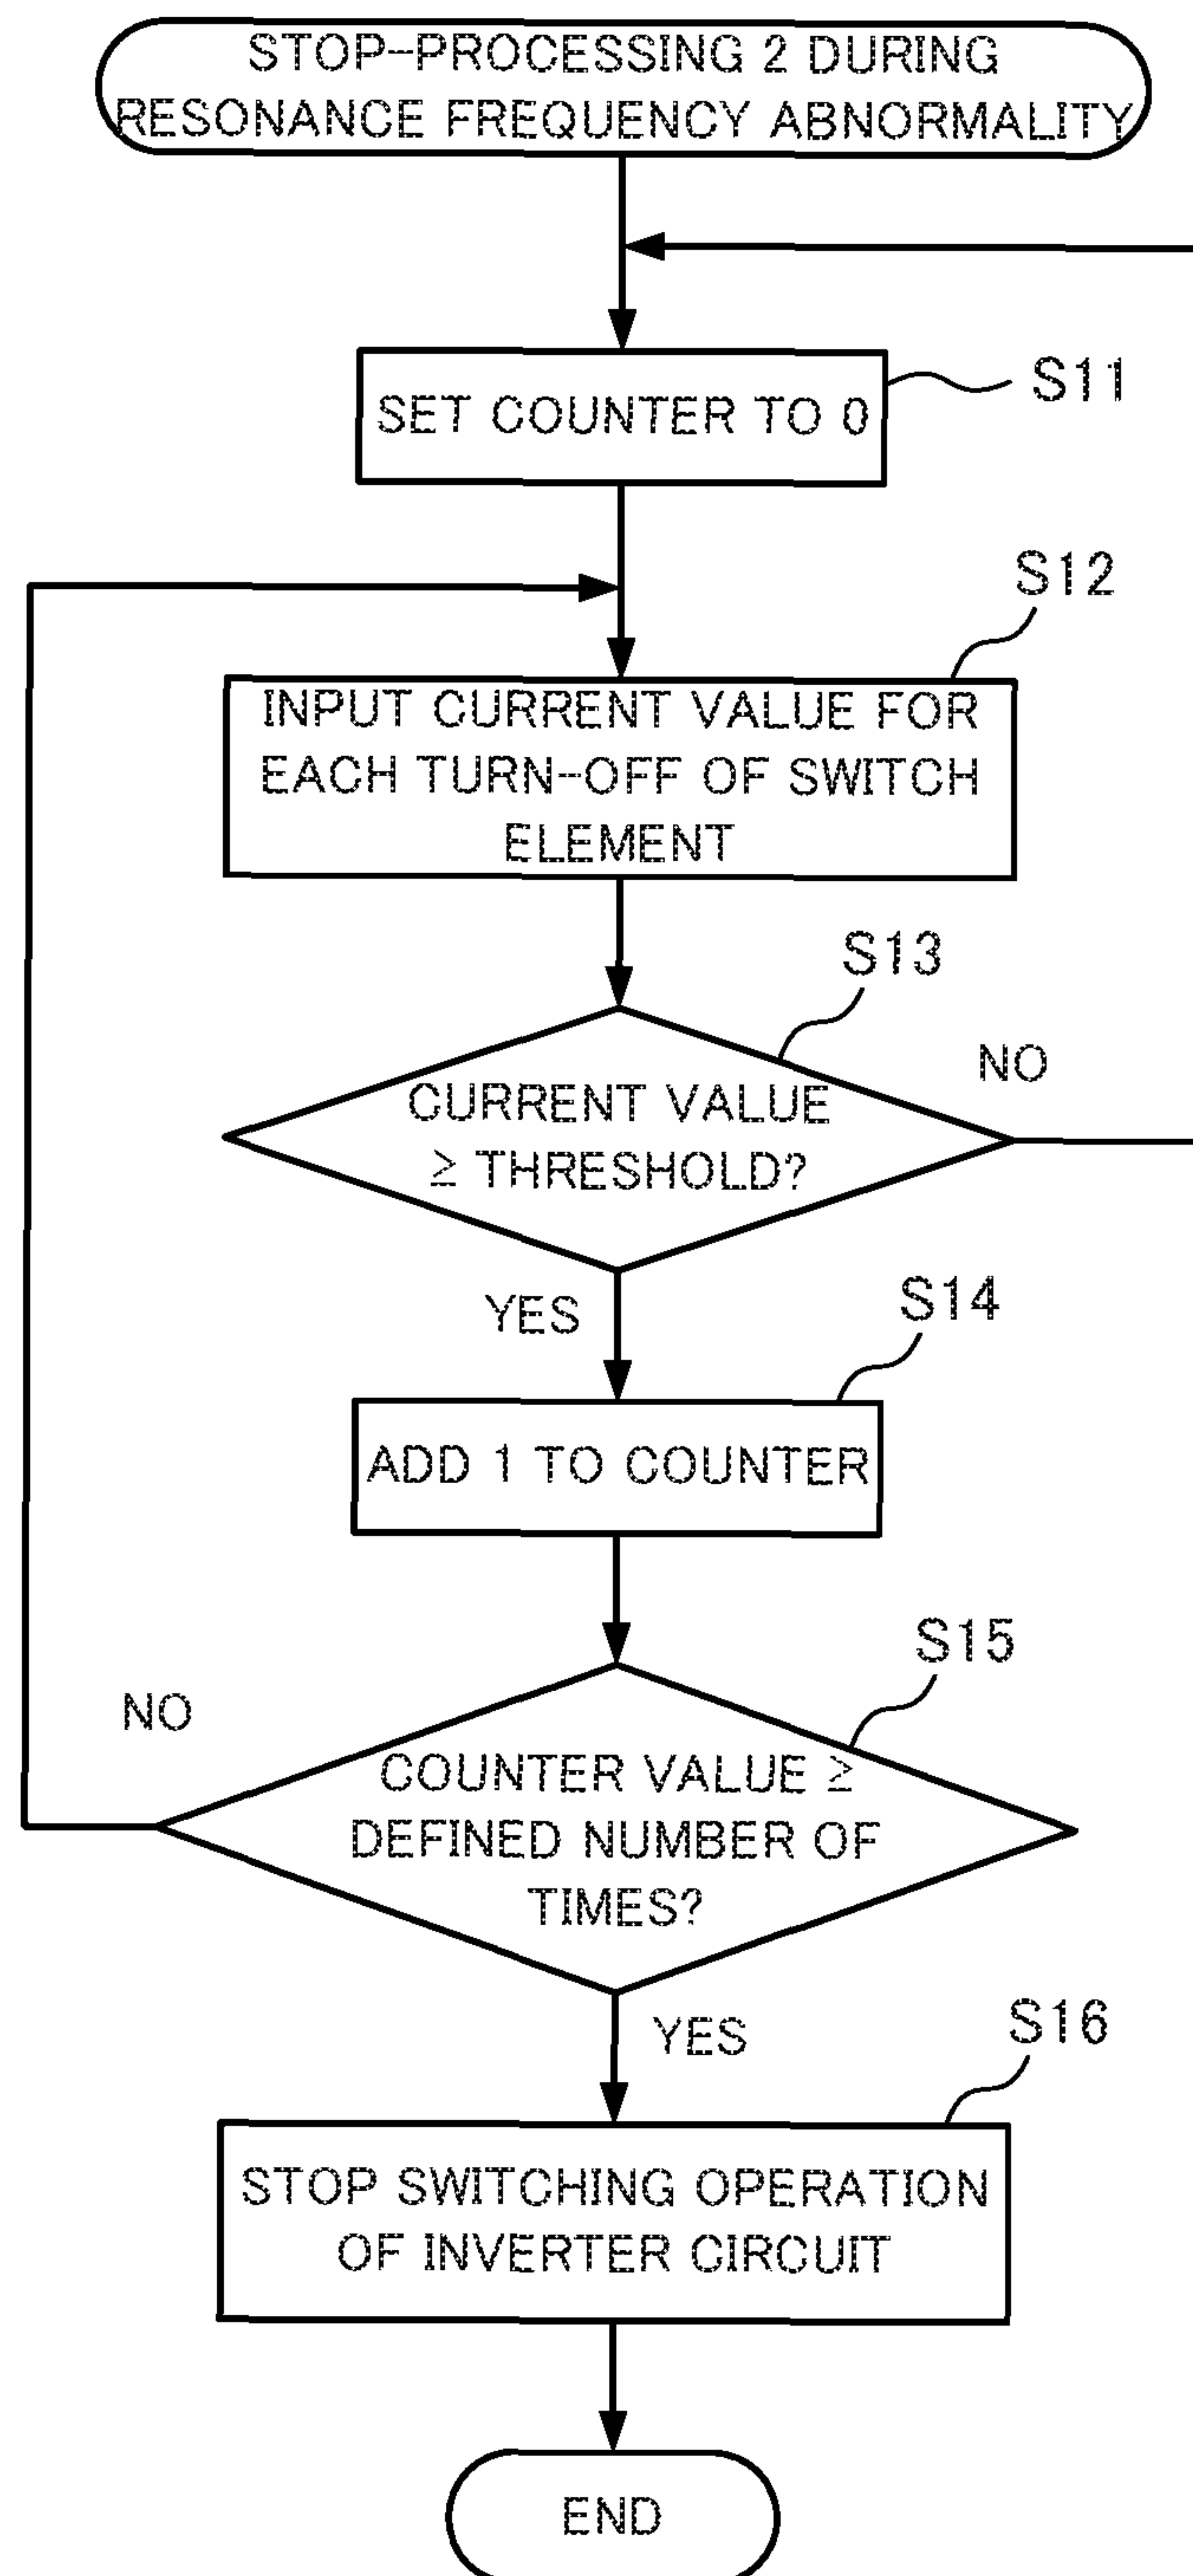 STOP-PROCESSING 2 DURING
RESONANCE FREQUENCY ABNORMALITY
SET COUNTER TO 0
S11
S12
INPUT CURRENT VALUE FOR
EACH TURN-OFF OF SWITCH
ELEMENT
S13
NO
CURRENT VALUE
≥ THRESHOLD?
YES
S14
ADD 1 TO COUNTER
S15
NO
COUNTER VALUE ≥
DEFINED NUMBER OF
TIMES?
YES
S16
STOP SWITCHING OPERATION
OF INVERTER CIRCUIT
END